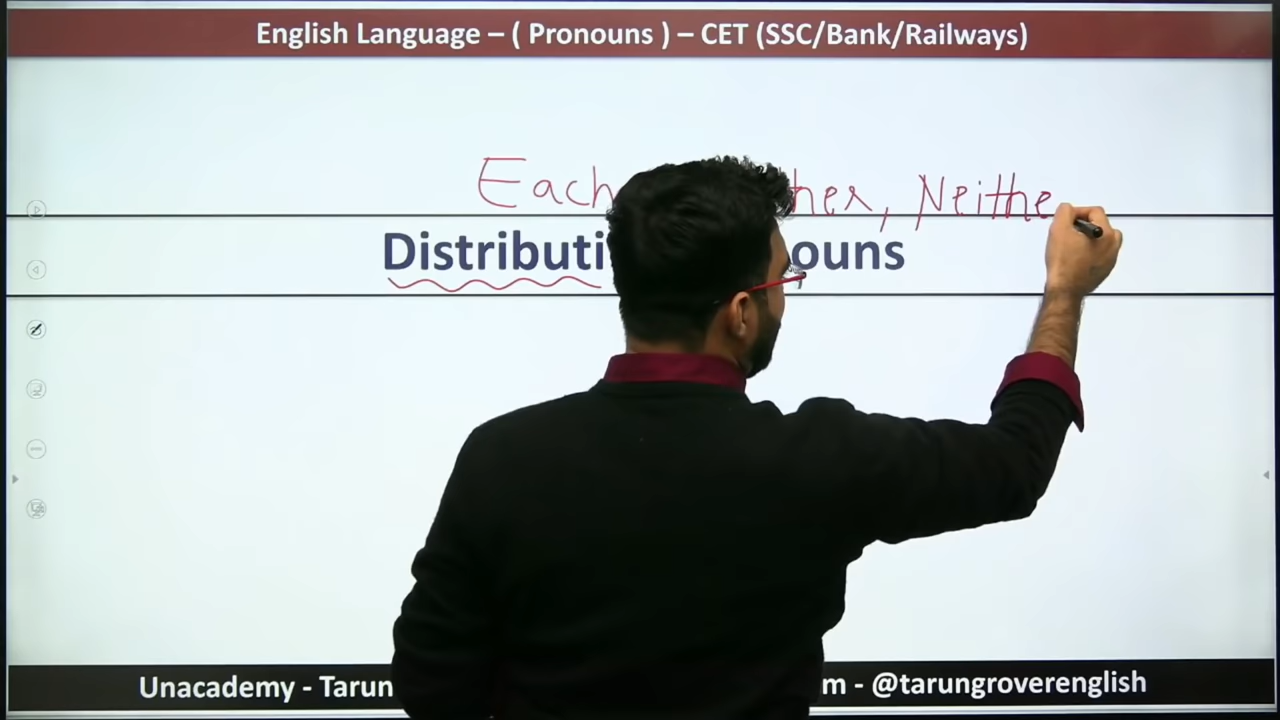 English Language – ( Pronouns ) – CET (SSC/Bank/Railways)
Each her, Neithe
Distributi ouns
Unacademy - Tarun m - @tarungroverenglish